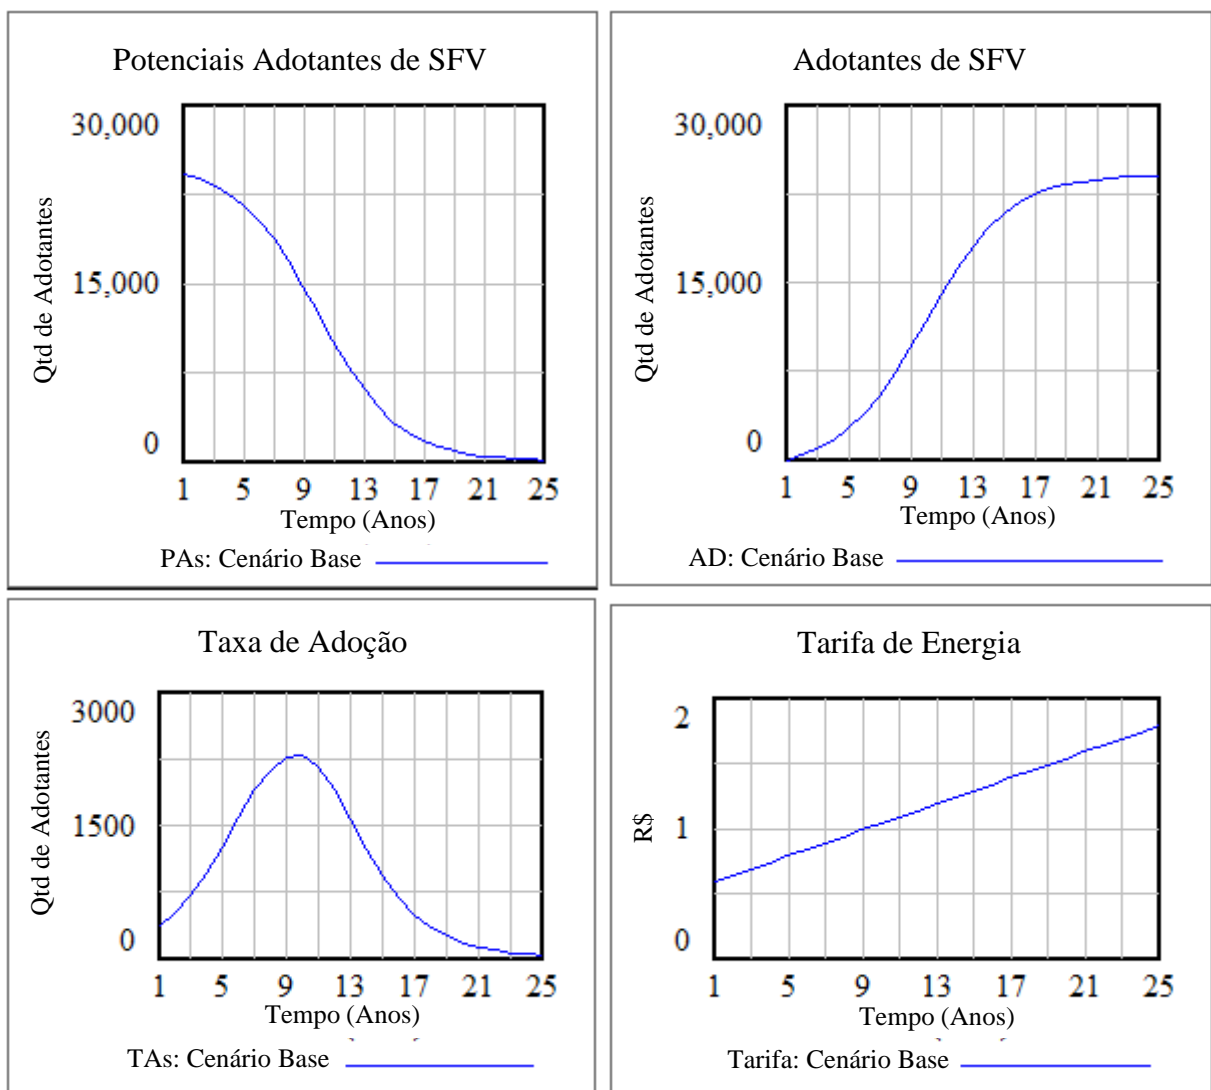 Potenciais Adotantes de SFV
30,000
15,000
0
Qtd de Adotantes
1 5 9 13 17 21 25
Tempo (Anos)
PAs: Cenário Base
Adotantes de SFV
30,000
15,000
0
Qtd de Adotantes
1 5 9 13 17 21 25
Tempo (Anos)
AD: Cenário Base
Taxa de Adoção
3000
1500
0
Qtd de Adotantes
1 5 9 13 17 21 25
Tempo (Anos)
TAs: Cenário Base
Tarifa de Energia
2
1
0
R$
1 5 9 13 17 21 25
Tempo (Anos)
Tarifa: Cenário Base